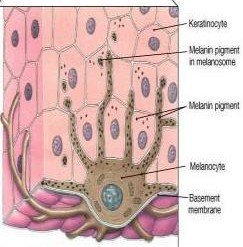 Keratinocyte
Melanin pigment
in melanosome
Melanin pigment
Melanocyte
Basement
membrane